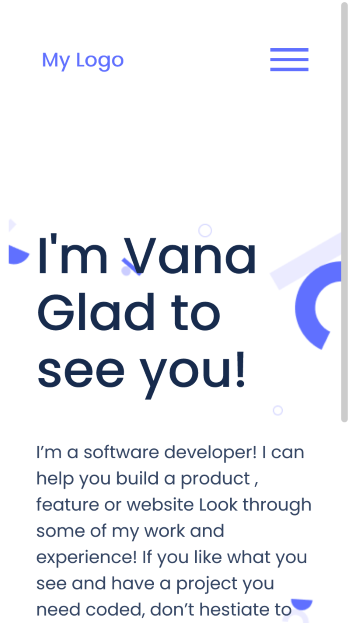 My Logo
I'm Vana
Glad to
see you!
I’m a software developer! I can
help you build a product ,
feature or website Look through
some of my work and
experience! If you like what you
see and have a project you
need coded, don’t hestiate to